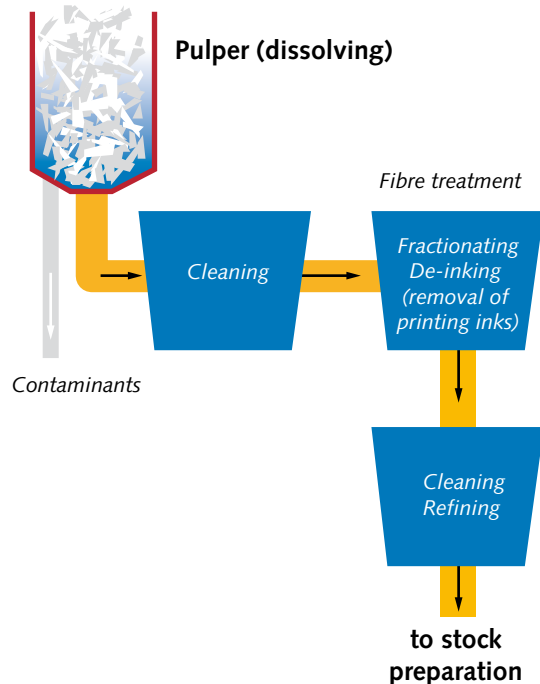 Pulper (dissolving)
Fibre treatment
Cleaning
Fractionating
De-inking
(removal of
printing inks)
Contaminants
Cleaning
Refining
to stock
preparation